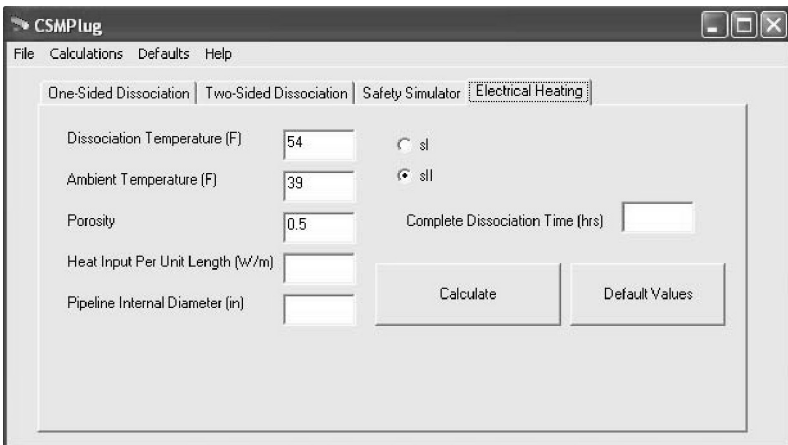 CSMPlug
File Calculations Defaults Help
One-Sided Dissociation Two-Sided Dissociation Safety Simulator Electrical Heating
Dissociation Temperature (F) 54 sI
Ambient Temperature (F) 39 sII
Porosity 0.5 Complete Dissociation Time (hrs)
Heat Input Per Unit Length (W/m)
Pipeline Internal Diameter (in)
Calculate Default Values